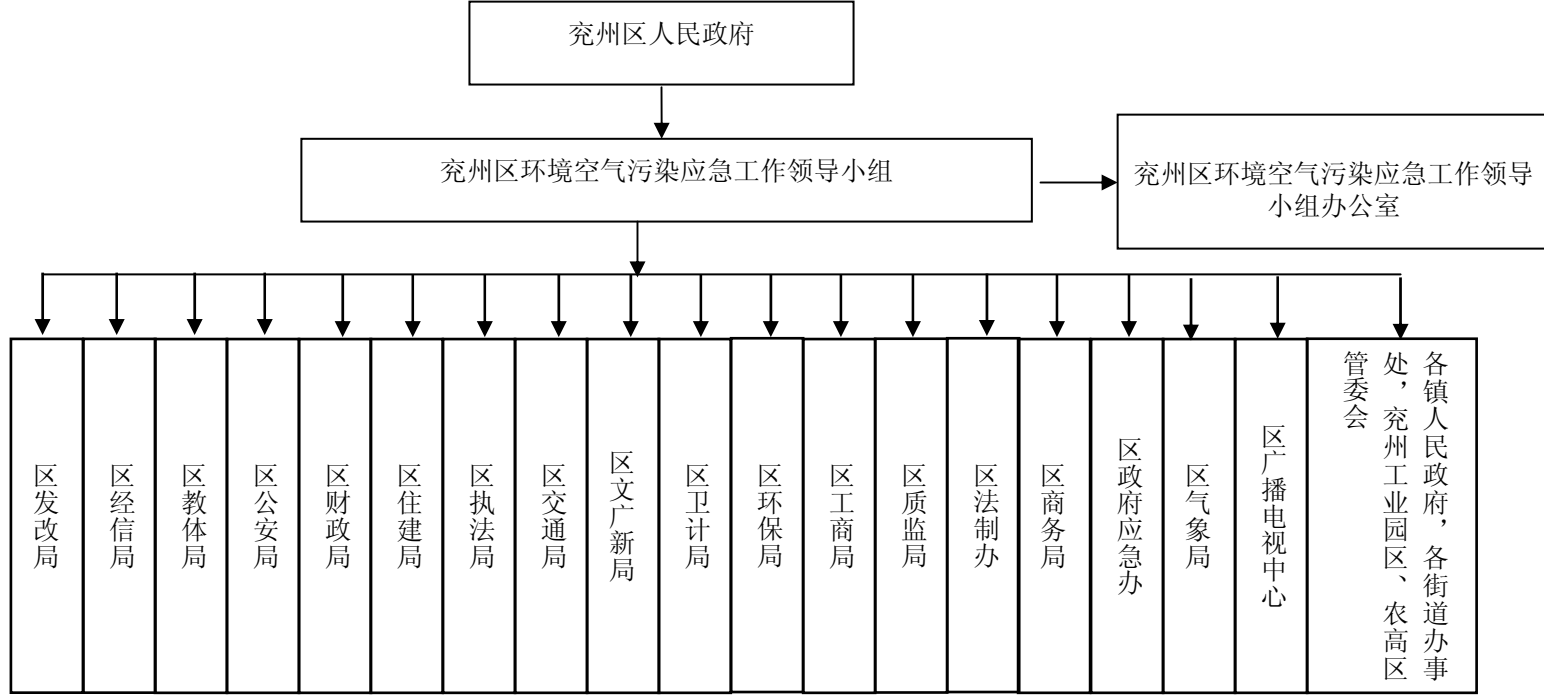 兖州区人民政府
兖州区环境空气污染应急工作领导小组
兖州区环境空气污染应急工作领导
小组办公室
区发改局
区经信局
区教体局
区公安局
区财政局
区住建局
区执法局
区交通局
区文广新局
区卫计局
区环保局
区工商局
区质监局
区法制办
区商务局
区政府应急办
区气象局
区广播电视中心
各镇人民政府，各街道办事
处，兖州工业园区、农高区
管委会